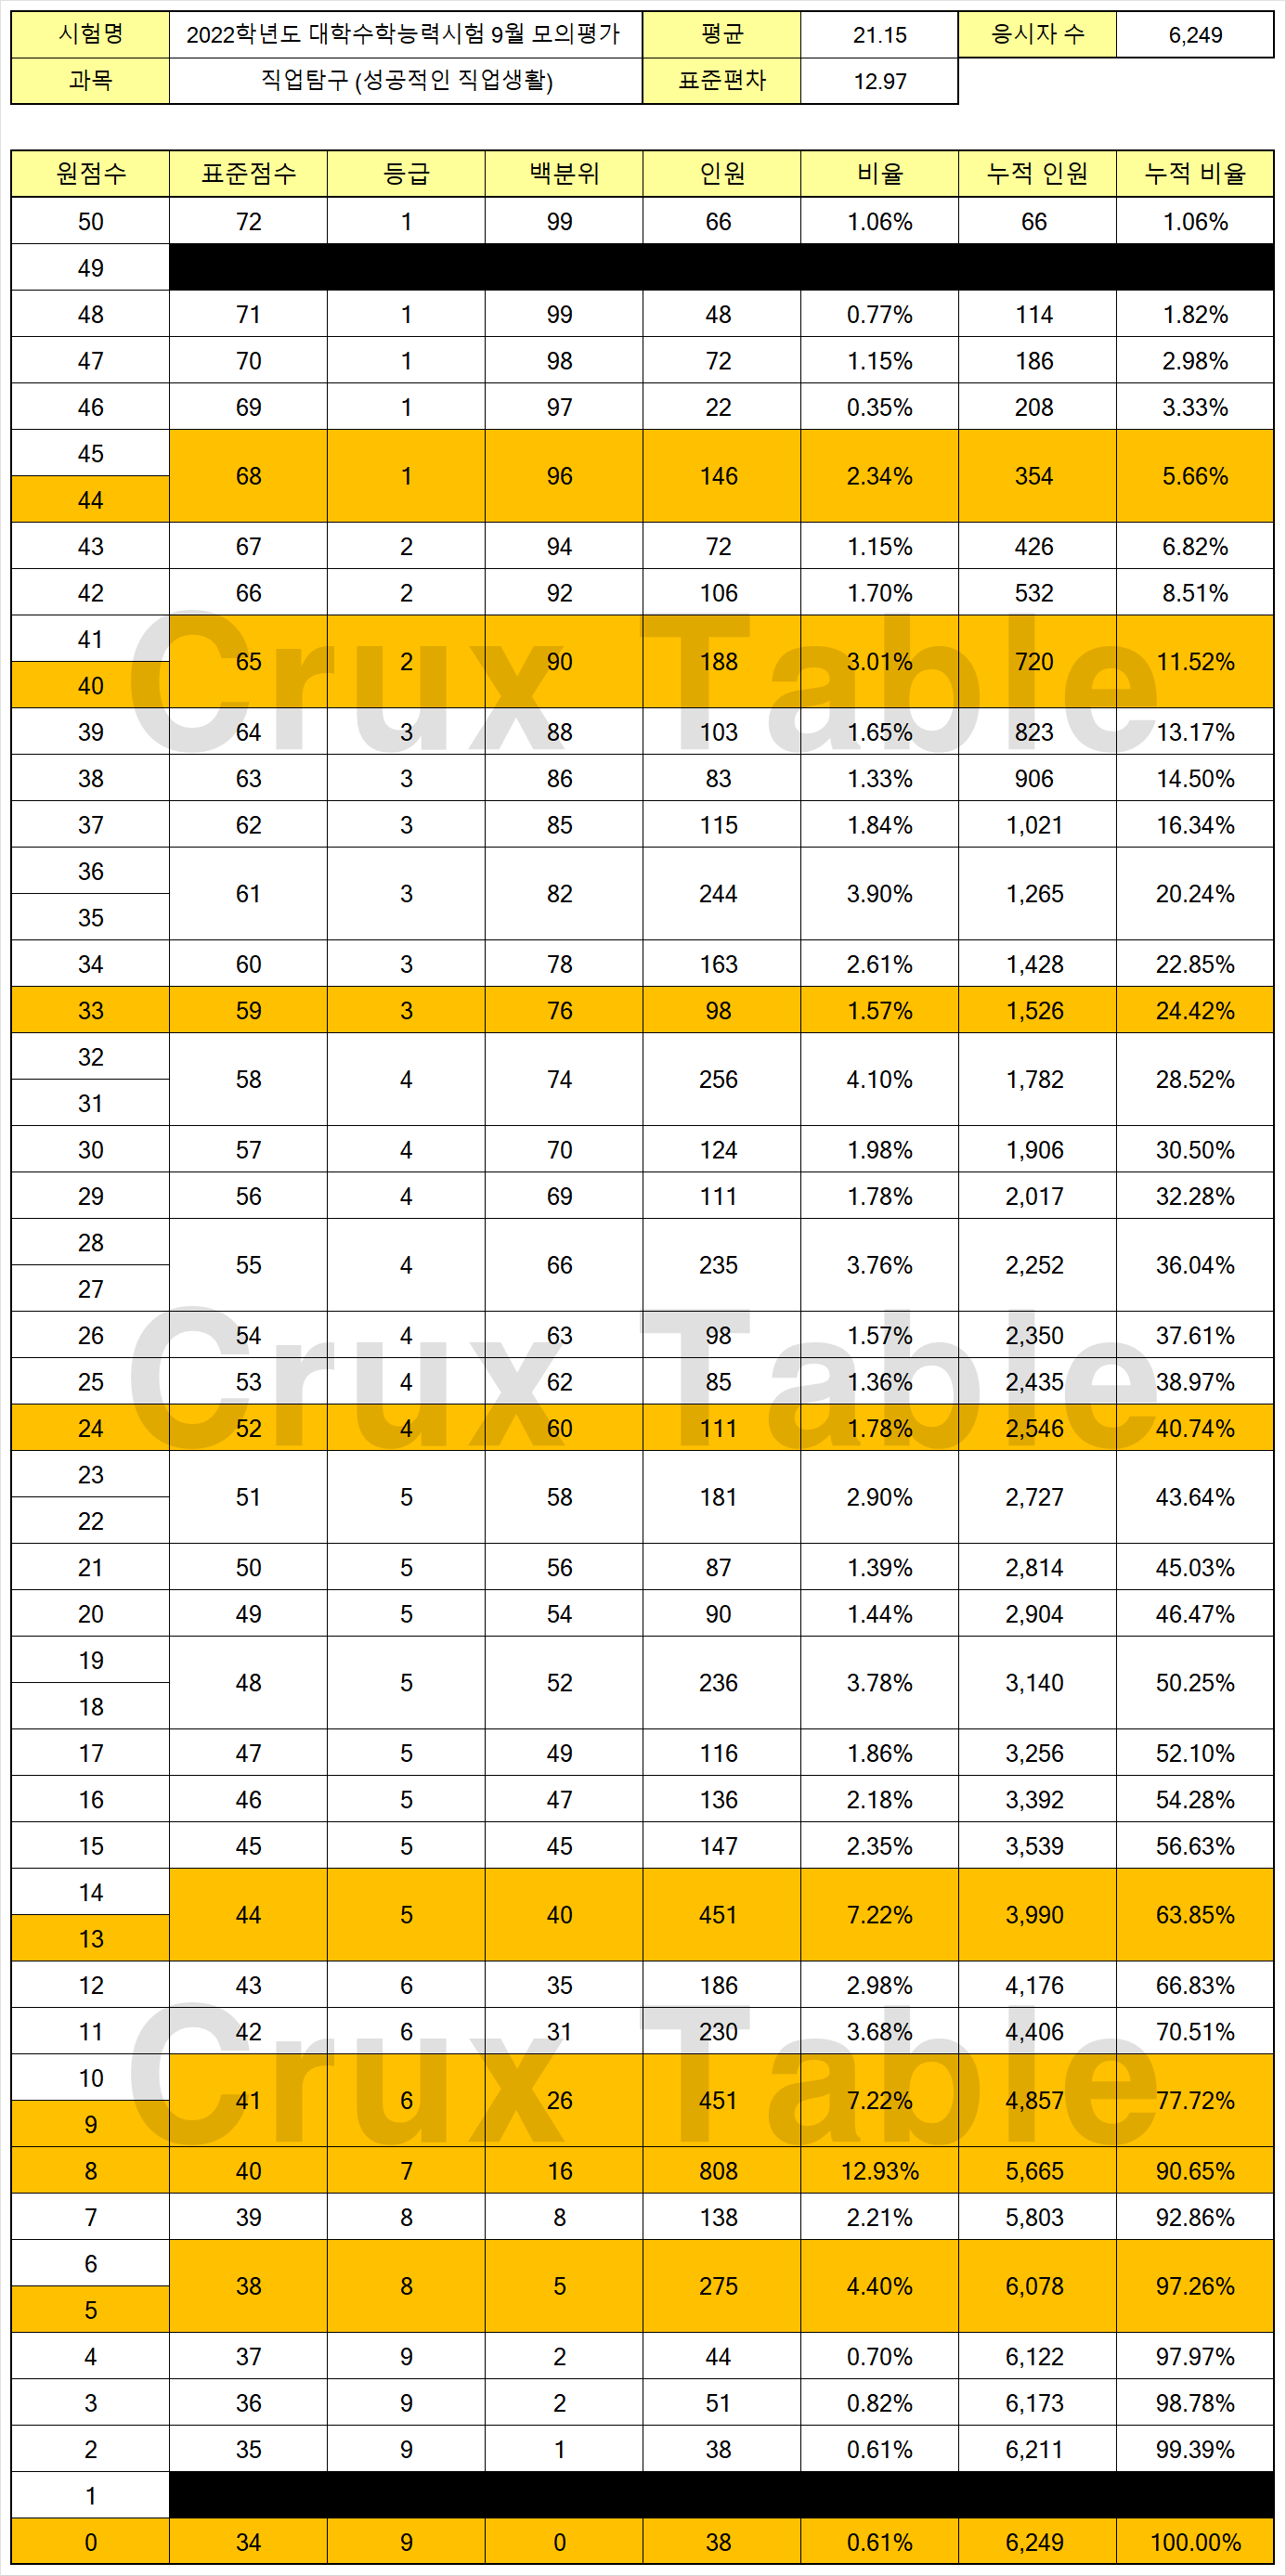 시험명 2022학년도 대학수학능력시험 9월 모의평가 평균 21.15 응시자 수 6,249
과목 직업탐구 (성공적인 직업생활) 표준편차 12.97
원점수 표준점수 등급 백분위 인원 비율 누적 인원 누적 비율
50 72 1 99 66 1.06% 66 1.06%
49
48 71 1 99 48 0.77% 114 1.82%
47 70 1 98 72 1.15% 186 2.98%
46 69 1 97 22 0.35% 208 3.33%
45
68 1 96 146 2.34% 354 5.66%
44
43 67 2 94 72 1.15% 426 6.82%
42 66 2 92 106 1.70% 532 8.51%
41
65 2 90 188 3.01% 720 11.52%
40
Crux Table
39 64 3 88 103 1.65% 823 13.17%
38 63 3 86 83 1.33% 906 14.50%
37 62 3 85 115 1.84% 1,021 16.34%
36
61 3 82 244 3.90% 1,265 20.24%
35
34 60 3 78 163 2.61% 1,428 22.85%
33 59 3 76 98 1.57% 1,526 24.42%
32
58 4 74 256 4.10% 1,782 28.52%
31
30 57 4 70 124 1.98% 1,906 30.50%
29 56 4 69 111 1.78% 2,017 32.28%
28
55 4 66 235 3.76% 2,252 36.04%
27
26 54 4 63 98 1.57% 2,350 37.61%
Crux Table
25 53 4 62 85 1.36% 2,435 38.97%
24 52 4 60 111 1.78% 2,546 40.74%
23
51 5 58 181 2.90% 2,727 43.64%
22
21 50 5 56 87 1.39% 2,814 45.03%
20 49 5 54 90 1.44% 2,904 46.47%
19
48 5 52 236 3.78% 3,140 50.25%
18
17 47 5 49 116 1.86% 3,256 52.10%
16 46 5 47 136 2.18% 3,392 54.28%
15 45 5 45 147 2.35% 3,539 56.63%
14
44 5 40 451 7.22% 3,990 63.85%
13
12 43 6 35 186 2.98% 4,176 66.83%
11 42 6 31 230 3.68% 4,406 70.51%
Crux Table
10
41 6 26 451 7.22% 4,857 77.72%
9
8 40 7 16 808 12.93% 5,665 90.65%
7 39 8 8 138 2.21% 5,803 92.86%
6
38 8 5 275 4.40% 6,078 97.26%
5
4 37 9 2 44 0.70% 6,122 97.97%
3 36 9 2 51 0.82% 6,173 98.78%
2 35 9 1 38 0.61% 6,211 99.39%
1
0 34 9 0 38 0.61% 6,249 100.00%